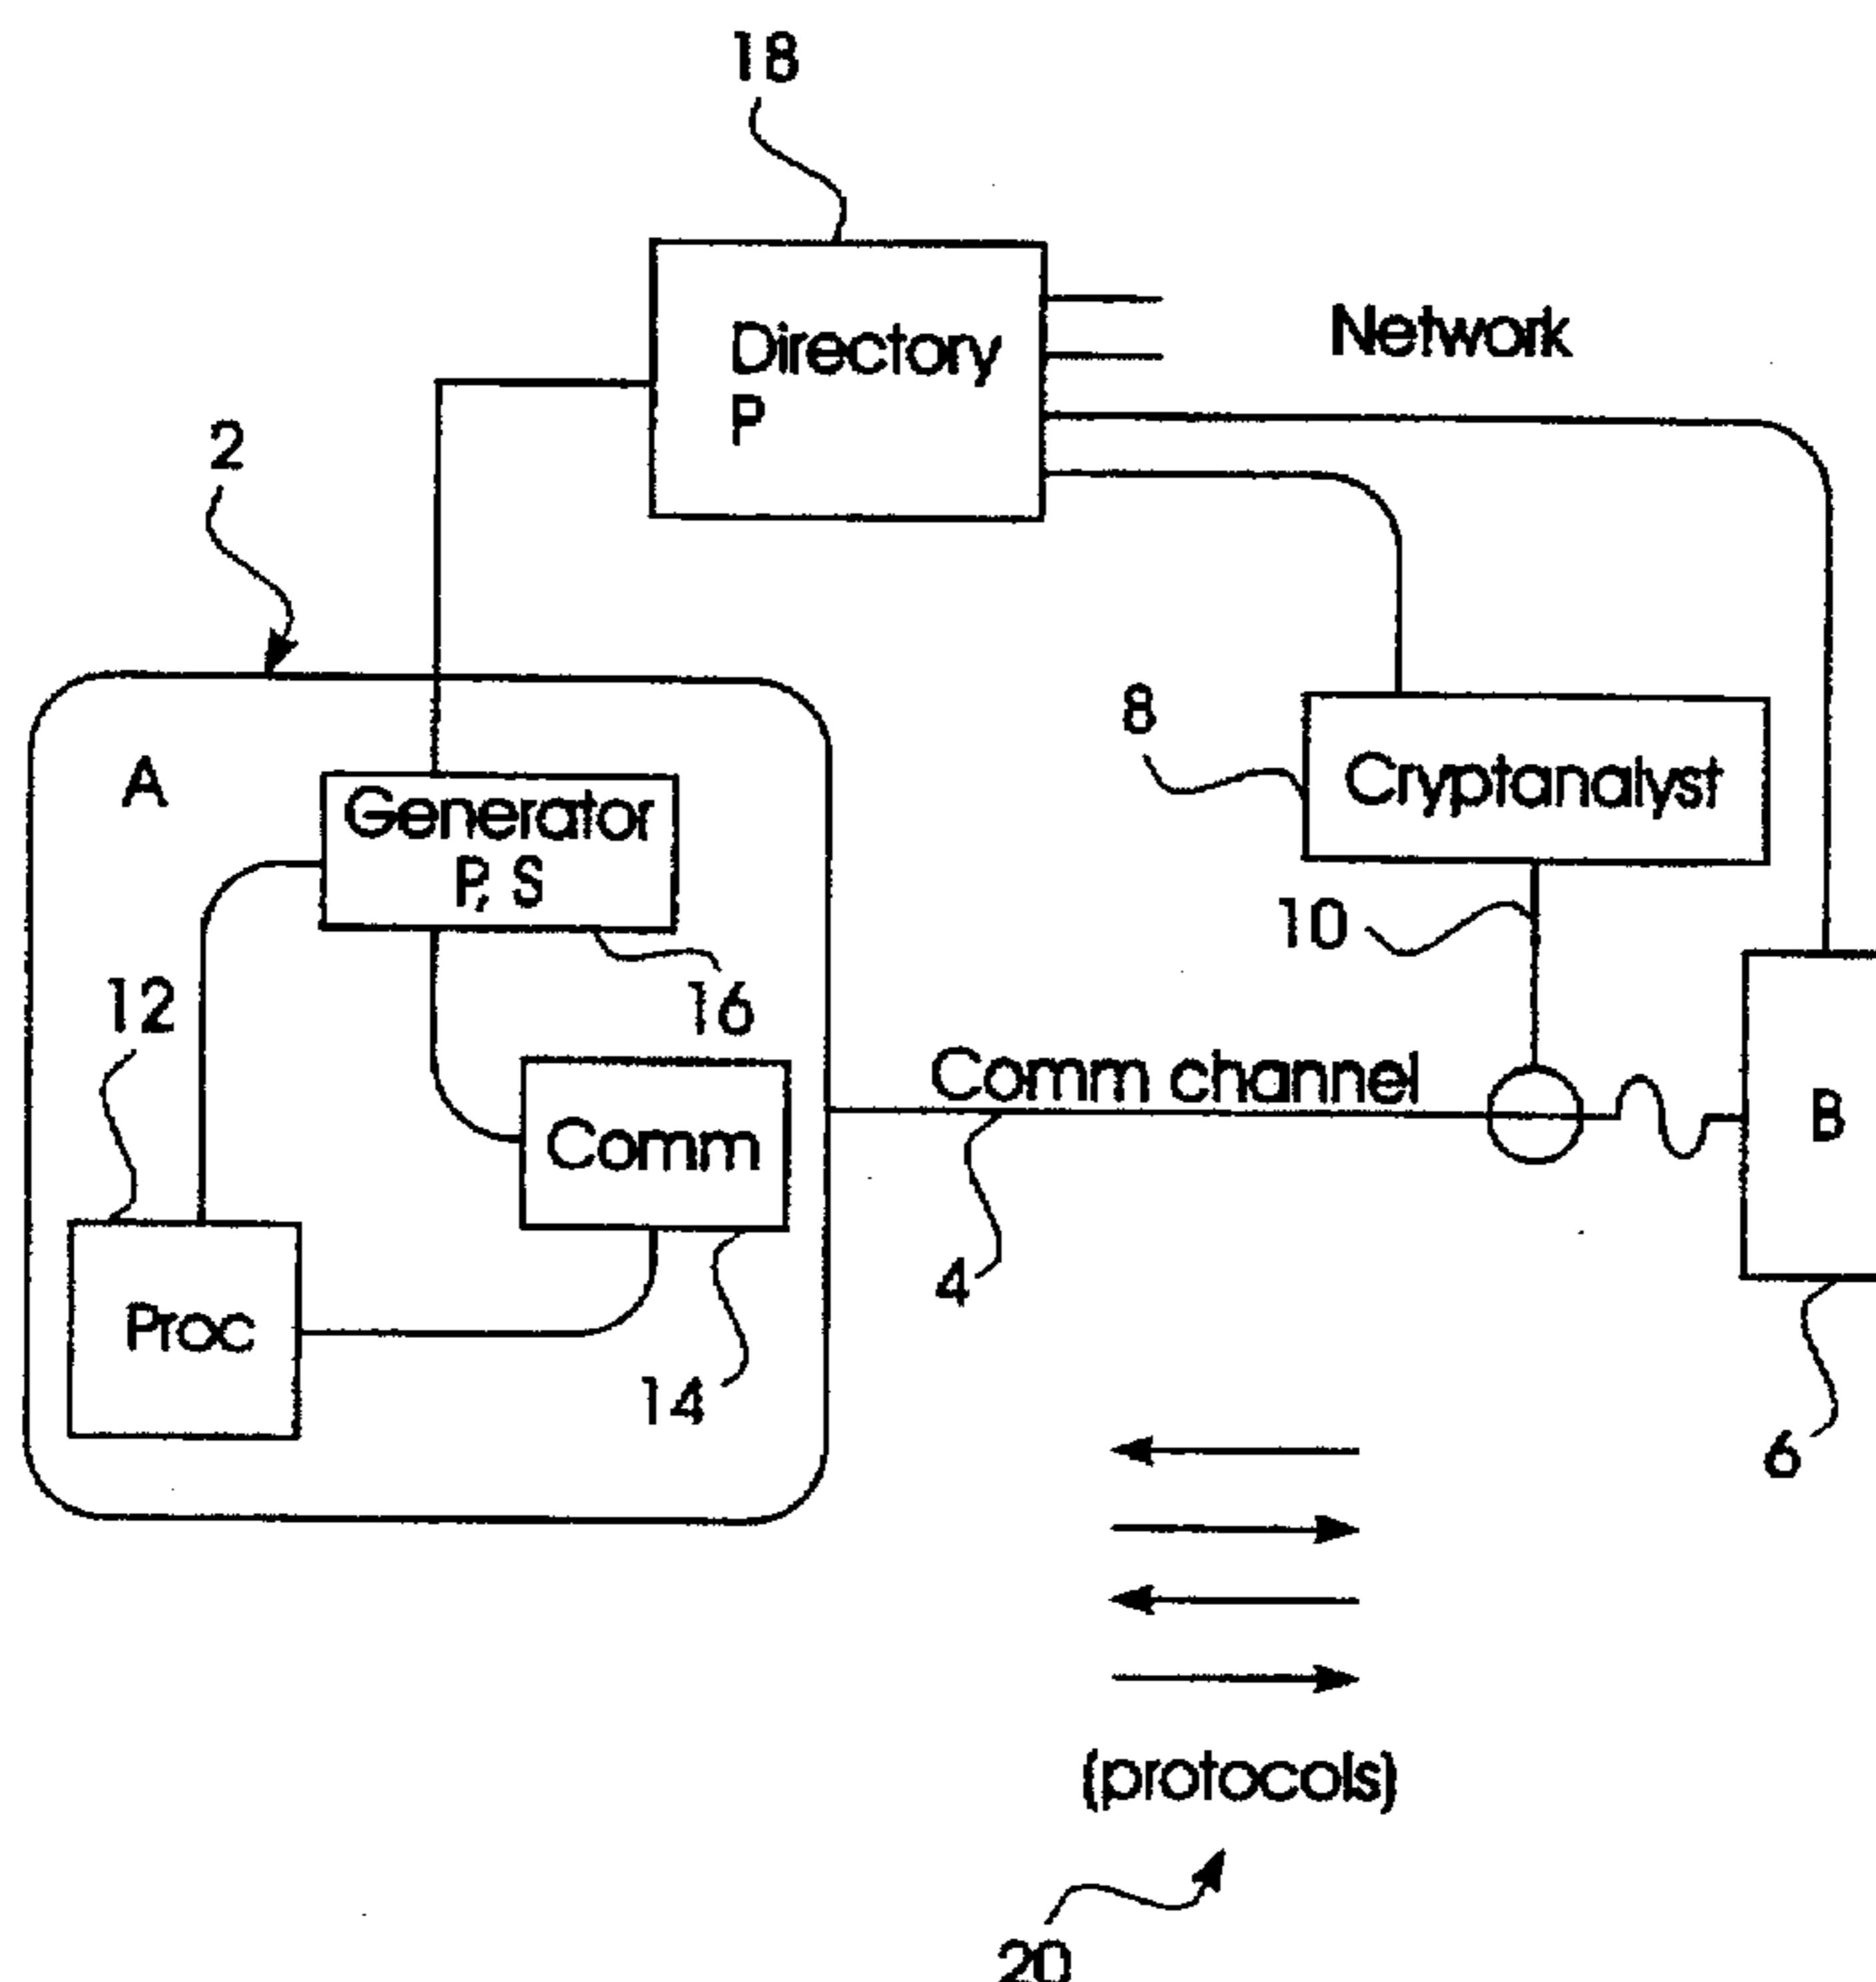 18
Directory
P
Network
2
A
Generator
P, S
8
Cryptanalyst
10
12
16
Comm channel
Comm
B
4
Proc
14
6
(protocols)
20